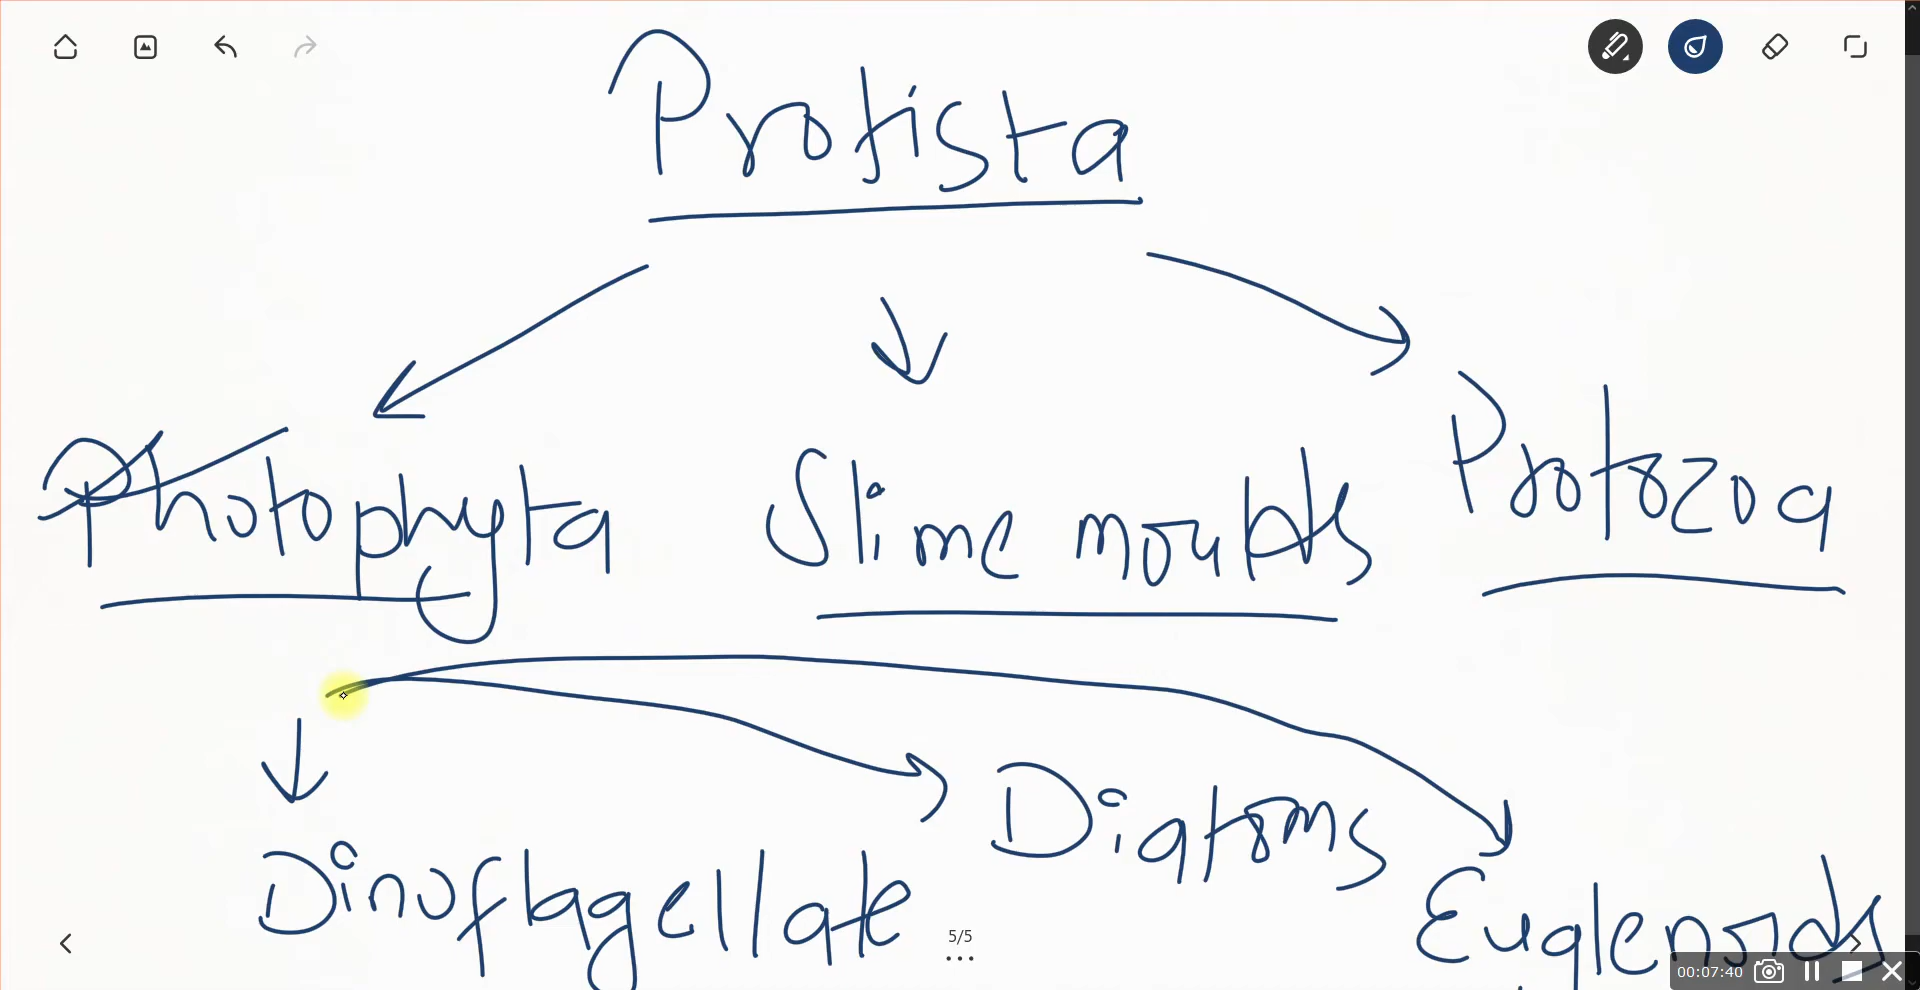 Protista
Photophyta Slime moulds Protozoa
Dinoflagellate Diatoms Euglenoids
5/5
00:07:40